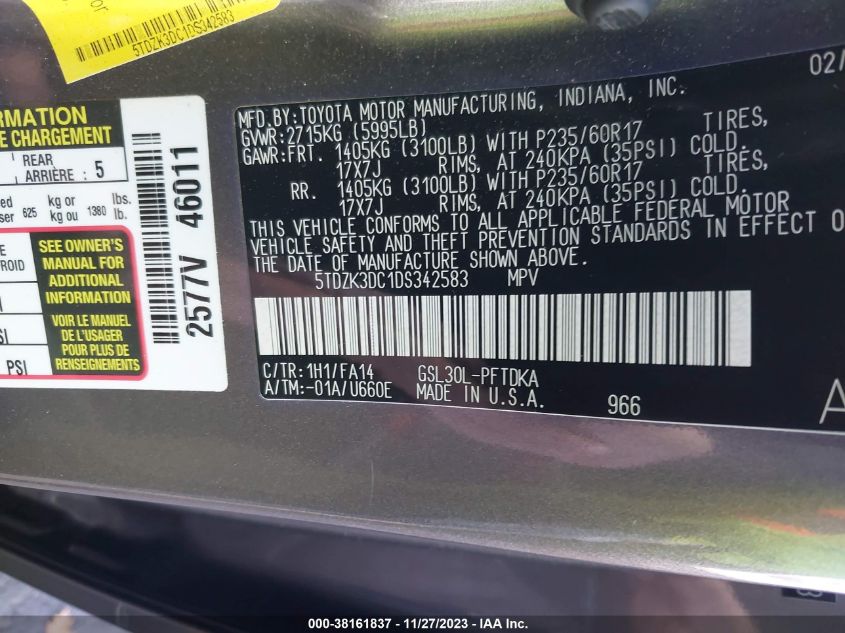 or
5TDZK3DC1DS342583
FORMATION
E CHARGEMENT
REAR
ARRIÈRE : 5
kg or
kg ou
lbs.
lb.
625
1380
SEE OWNER'S
MANUAL FOR
ADDITIONAL
INFORMATION
VOIR LE MANUEL
DE L'USAGER
POUR PLUS DE
RENSEIGNEMENTS
PSI
2577V 46011
02/
MFD.BY:TOYOTA MOTOR MANUFACTURING, INDIANA, INC.
GVWR:2715KG (5995LB)
GAWR:FRT. 1405KG (3100LB) WITH P235/60R17 TIRES,
17X7J RIMS, AT 240KPA (35PSI) COLD.
RR. 1405KG (3100LB) WITH P235/60R17 TIRES,
17X7J RIMS, AT 240KPA (35PSI) COLD.
THIS VEHICLE CONFORMS TO ALL APPLICABLE FEDERAL MOTOR
VEHICLE SAFETY AND THEFT PREVENTION STANDARDS IN EFFECT O
THE DATE OF MANUFACTURE SHOWN ABOVE.
5TDZK3DC1DS342583 MPV
C/TR:1H1/FA14 GSL30L-PFTDKA
A/TM:-01A/U660E MADE IN U.S.A. 966
A
000-38161837 - 11/27/2023 - IAA Inc.